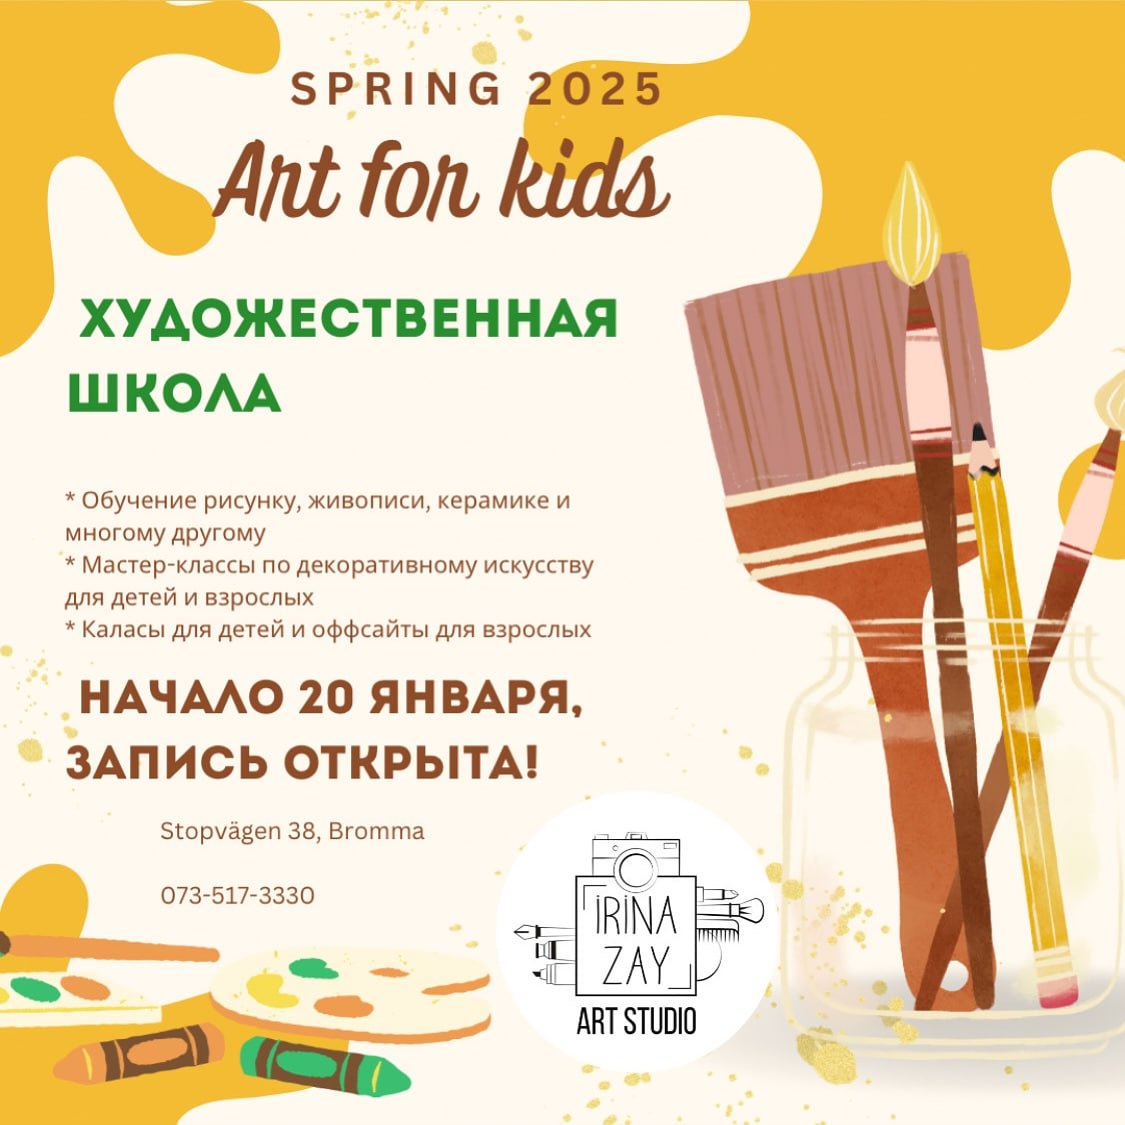 SPRING 2025
Art for kids
ХУДОЖЕСТВЕННАЯ
ШКОЛА
* Обучение рисунку, живописи, керамике и
многому другому
* Мастер-классы по декоративному искусству
для детей и взрослых
* Каласы для детей и оффсайты для взрослых
НАЧАЛО 20 ЯНВАРЯ,
ЗАПИСЬ ОТКРЫТА!
Stopvägen 38, Bromma
073-517-3330
IRINA
ZAY
ART STUDIO